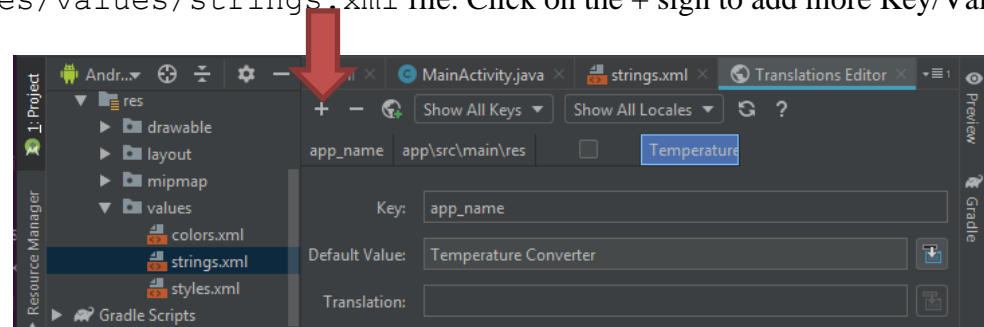 es/values/strings.xml file. Click on the + sign to add more Key/Val
1: Project
Resource Manager
Andr...
res
drawable
layout
mipmap
values
colors.xml
strings.xml
styles.xml
Gradle Scripts
MainActivity.java
strings.xml
Translations Editor
Show All Keys
Show All Locales
?
app_name app\src\main\res Temperature
Key: app_name
Default Value: Temperature Converter
Translation:
Preview
Gradle